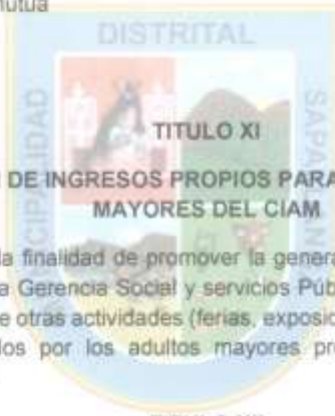 mutua
DISTRITAL
TITULO XI
DE INGRESOS PROPIOS PARA
MAYORES DEL CIAM
la finalidad de promover la genera
a Gerencia Social y servicios Púb
e otras actividades (ferias, exposic
los por los adultos mayores pr